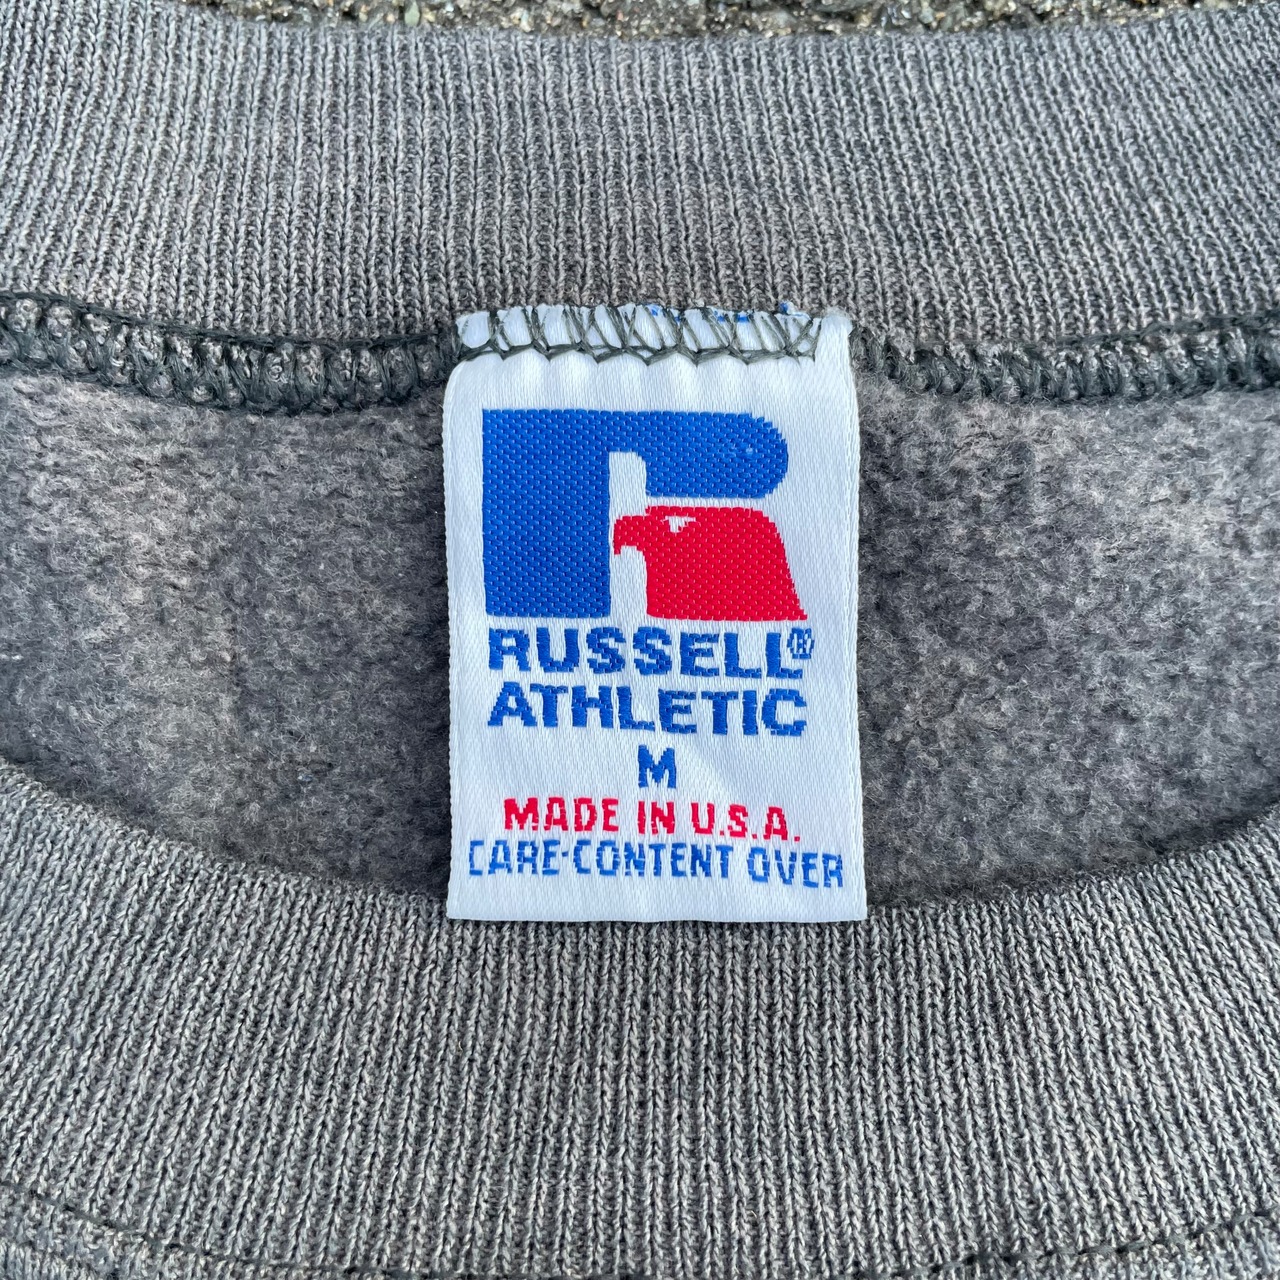 RUSSELL®
ATHLETIC
M
MADE IN U.S.A.
CARE-CONTENT OVER